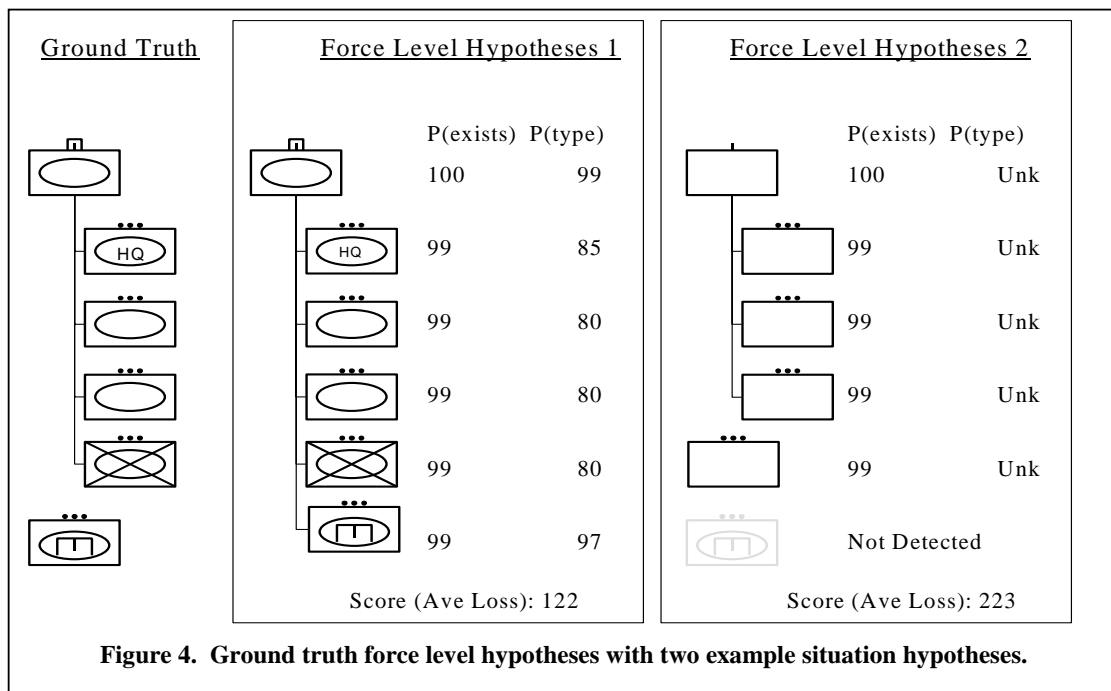 Ground Truth
Force Level Hypotheses 1
Force Level Hypotheses 2
P(exists) P(type)
P(exists) P(type)
100 99
100 Unk
HQ
HQ
99 85
99 Unk
99 80
99 Unk
99 80
99 Unk
99 80
99 Unk
99 97
Not Detected
Score (Ave Loss): 122
Score (Ave Loss): 223
Figure 4. Ground truth force level hypotheses with two example situation hypotheses.